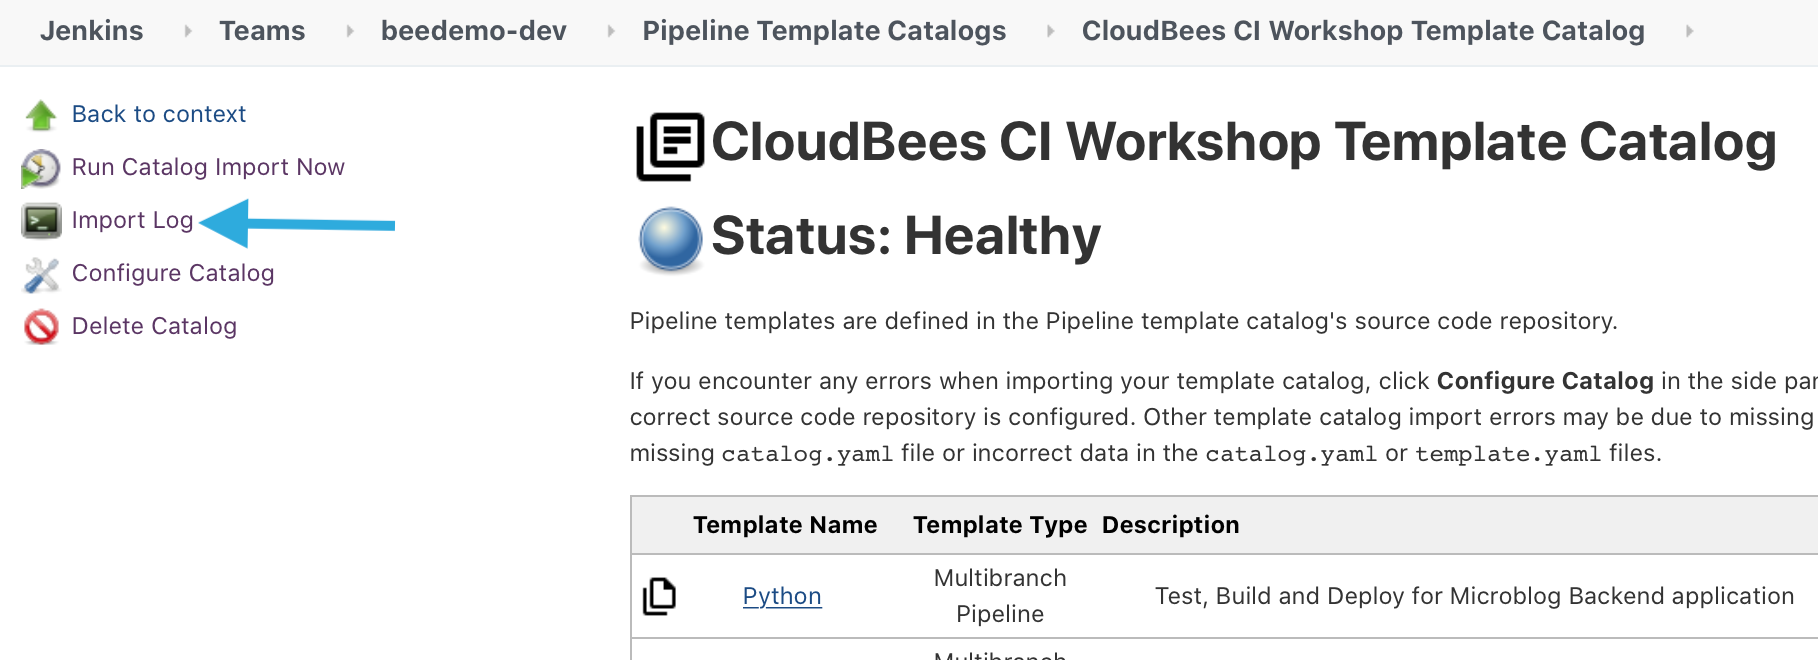 Jenkins Teams beedemo-dev Pipeline Template Catalogs CloudBees CI Workshop Template Catalog
Back to context
Run Catalog Import Now
Import Log
Configure Catalog
Delete Catalog
CloudBees CI Workshop Template Catalog
Status: Healthy
Pipeline templates are defined in the Pipeline template catalog's source code repository.
If you encounter any errors when importing your template catalog, click Configure Catalog in the side
correct source code repository is configured. Other template catalog import errors may be due to missing
missing catalog.yaml file or incorrect data in the catalog.yaml or template.yaml files.
Template Name Template Type Description
Python Multibranch Pipeline Test, Build and Deploy for Microblog Backend application
Multibranch